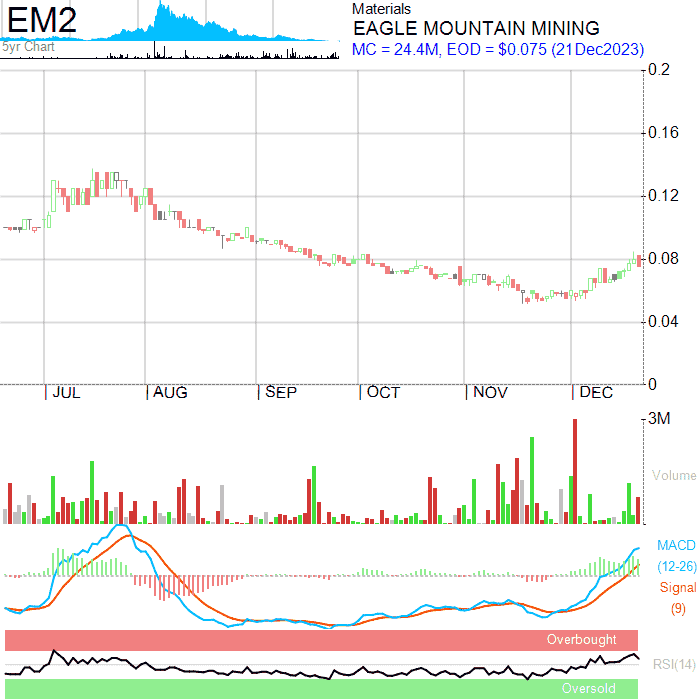 EM2
5yr Chart
Materials
EAGLE MOUNTAIN MINING
MC = 24.4M, EOD = $0.075 (21Dec2023)
0.2
0.16
0.12
0.08
0.04
0
JUL AUG SEP OCT NOV DEC
3M
Volume
MACD
(12-26)
Signal
(9)
Overbought
RSI(14)
Oversold